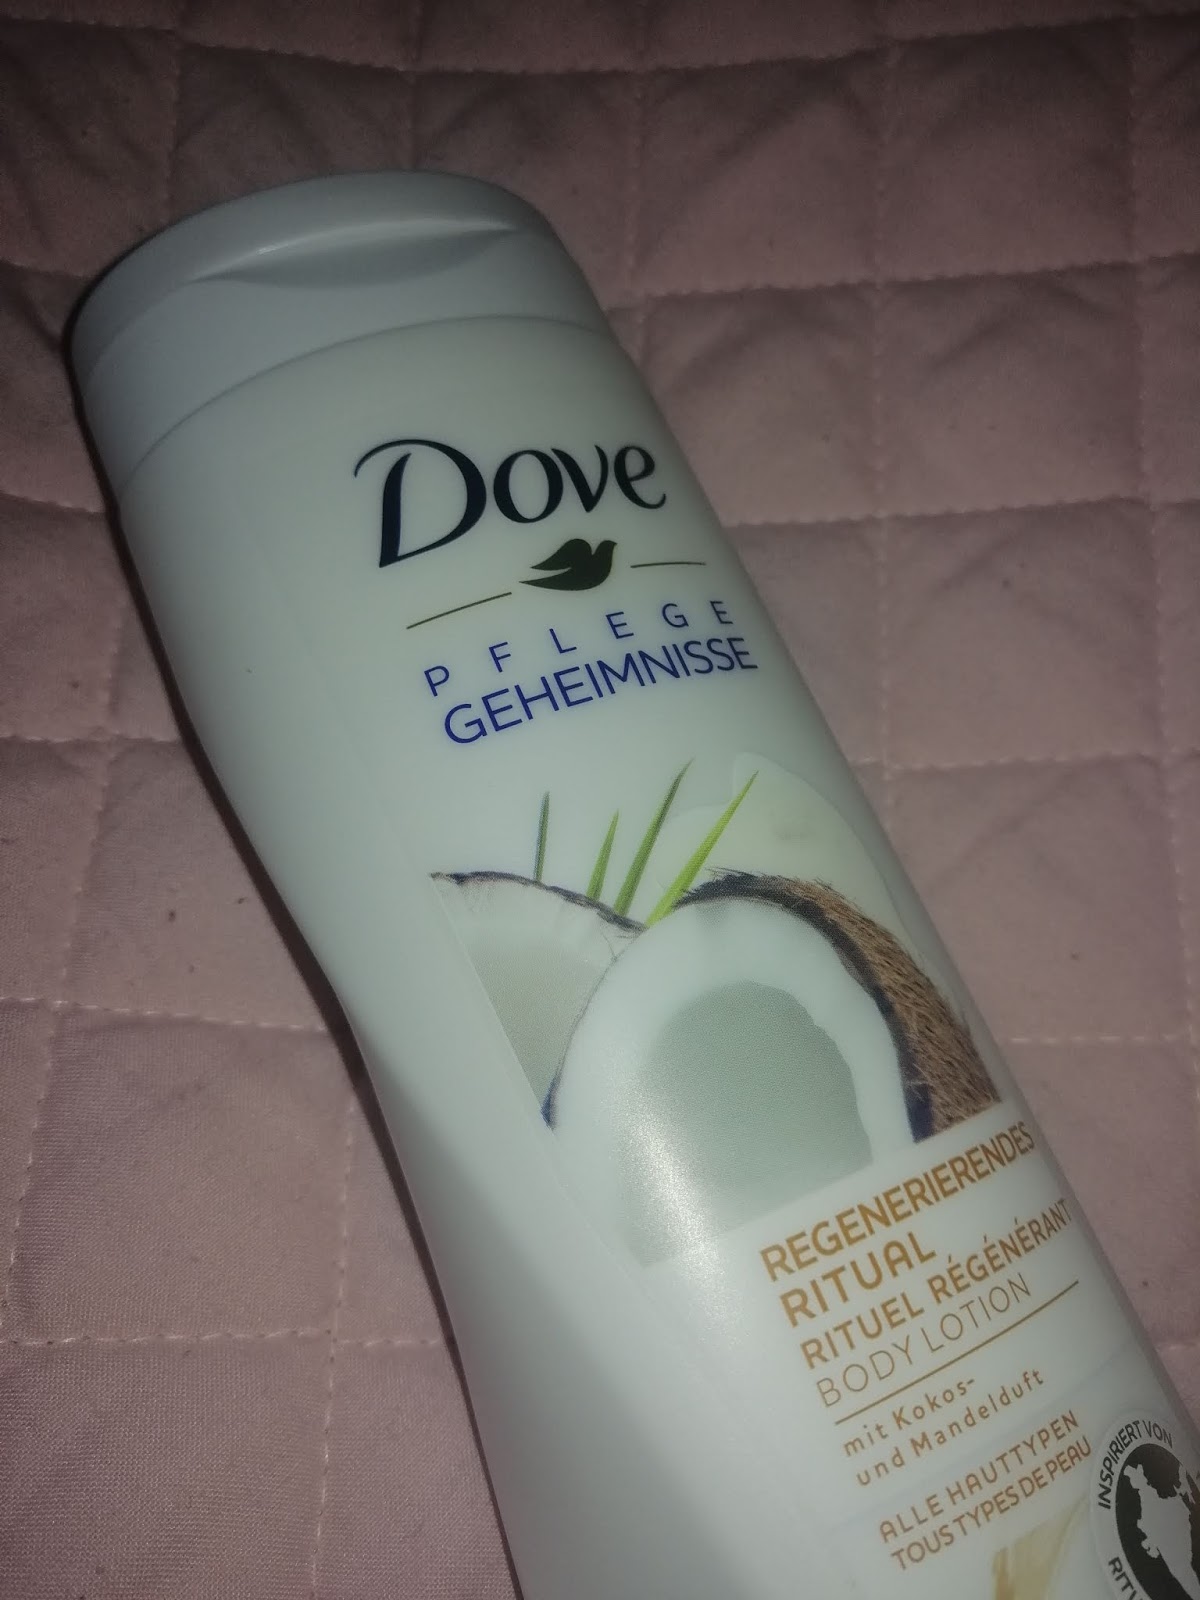 Dove
PFLEGE
GEHEIMNISSE
REGENERIERENDES
RITUAL
RITUEL RÉGÉNÉRANT
BODY LOTION
mit Kokos-
und Mandelduft
ALLE HAUTTYPEN
TOUS TYPES DE PEAU
INSPIRIERT VON